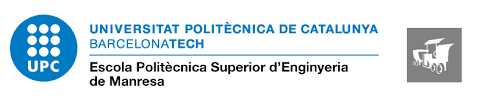 UPC
UNIVERSITAT POLITÈCNICA DE CATALUNYA
BARCELONATECH
Escola Politècnica Superior d'Enginyeria
de Manresa